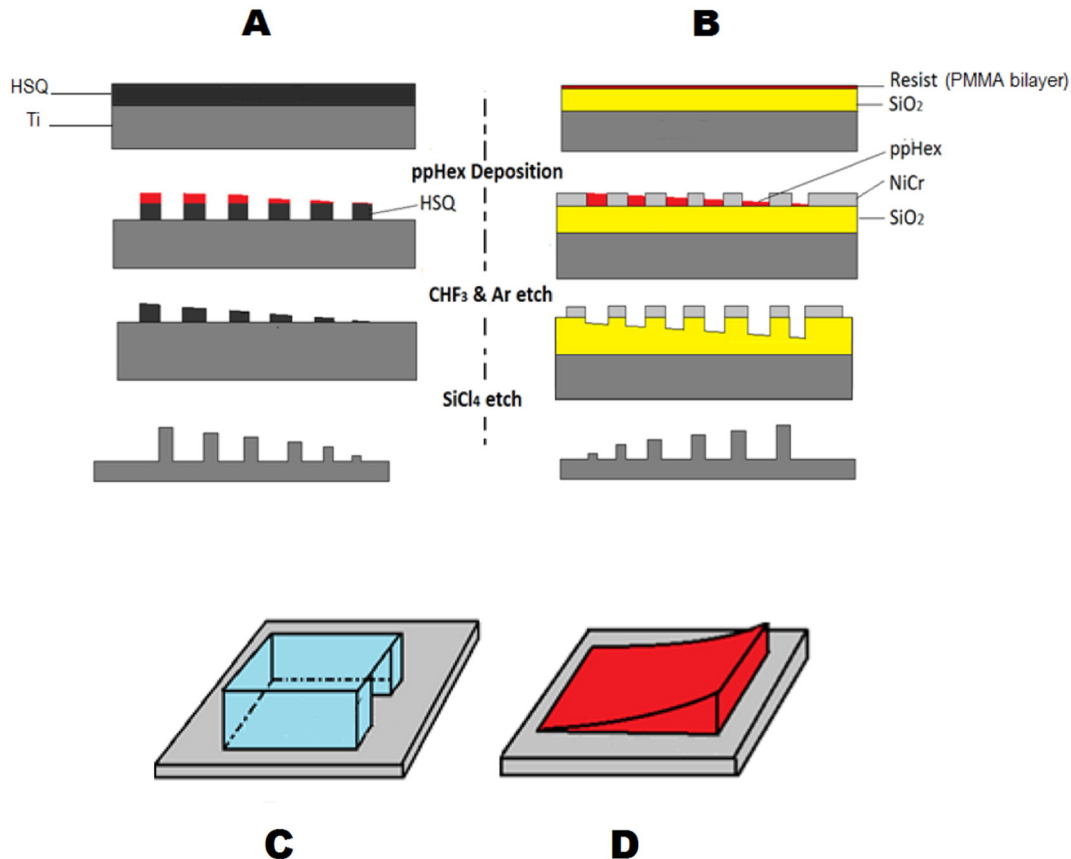 A
B
HSQ
Ti
Resist (PMMA bilayer)
SiO₂
ppHex Deposition
ppHex
NiCr
HSQ
SiO₂
CHF₃ & Ar etch
SiCl₄ etch
C
D